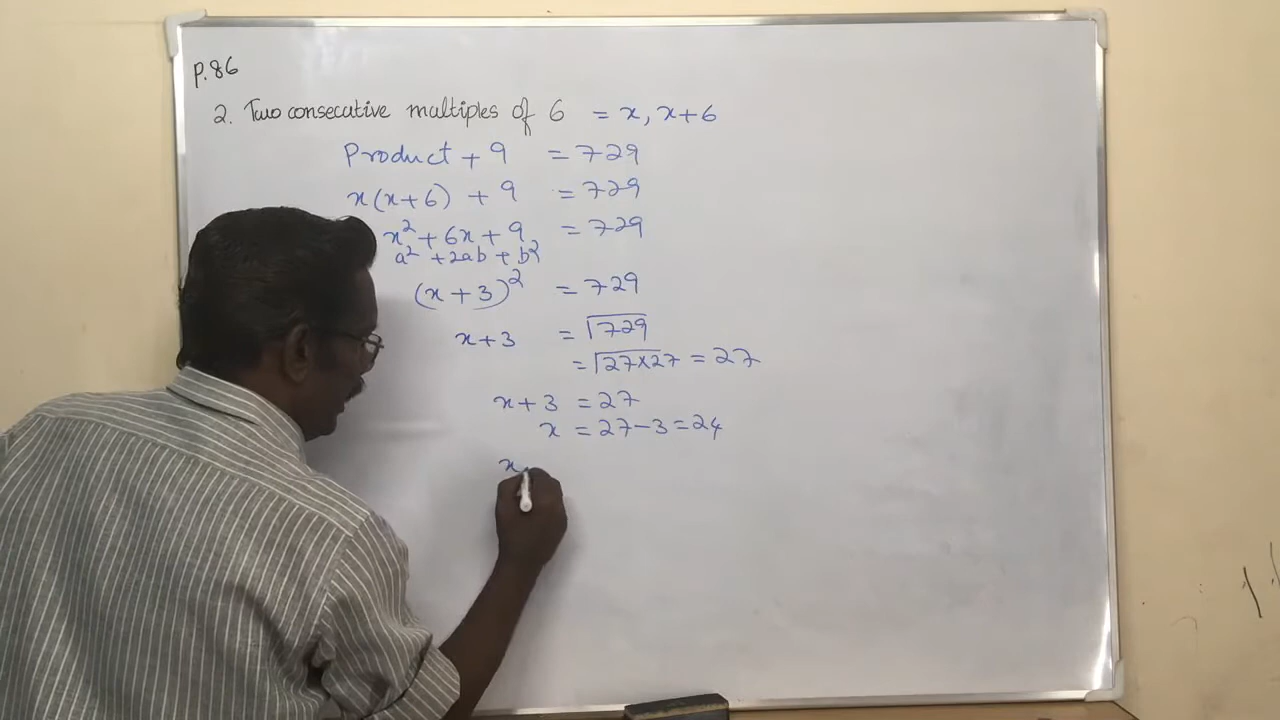 P.86
2. Two consecutive multiples of 6 = x, x+6
Product + 9 = 729
x(x+6) + 9 = 729
x² + 6x + 9 = 729
a² + 2ab + b²
(x + 3)² = 729
x+3 = √729
= √27×27 = 27
x+3 = 27
x = 27-3 = 24
x